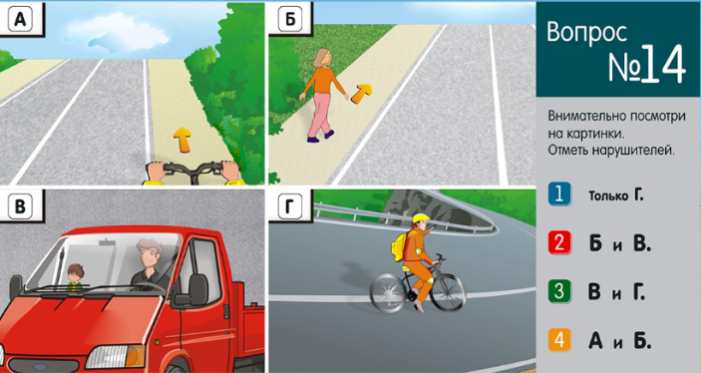 А
Б
В
Г
Вопрос
№14
Внимательно посмотри
на картинки.
Отметь нарушителей.
1 Только Г.
2 Б и В.
3 В и Г.
4 А и Б.